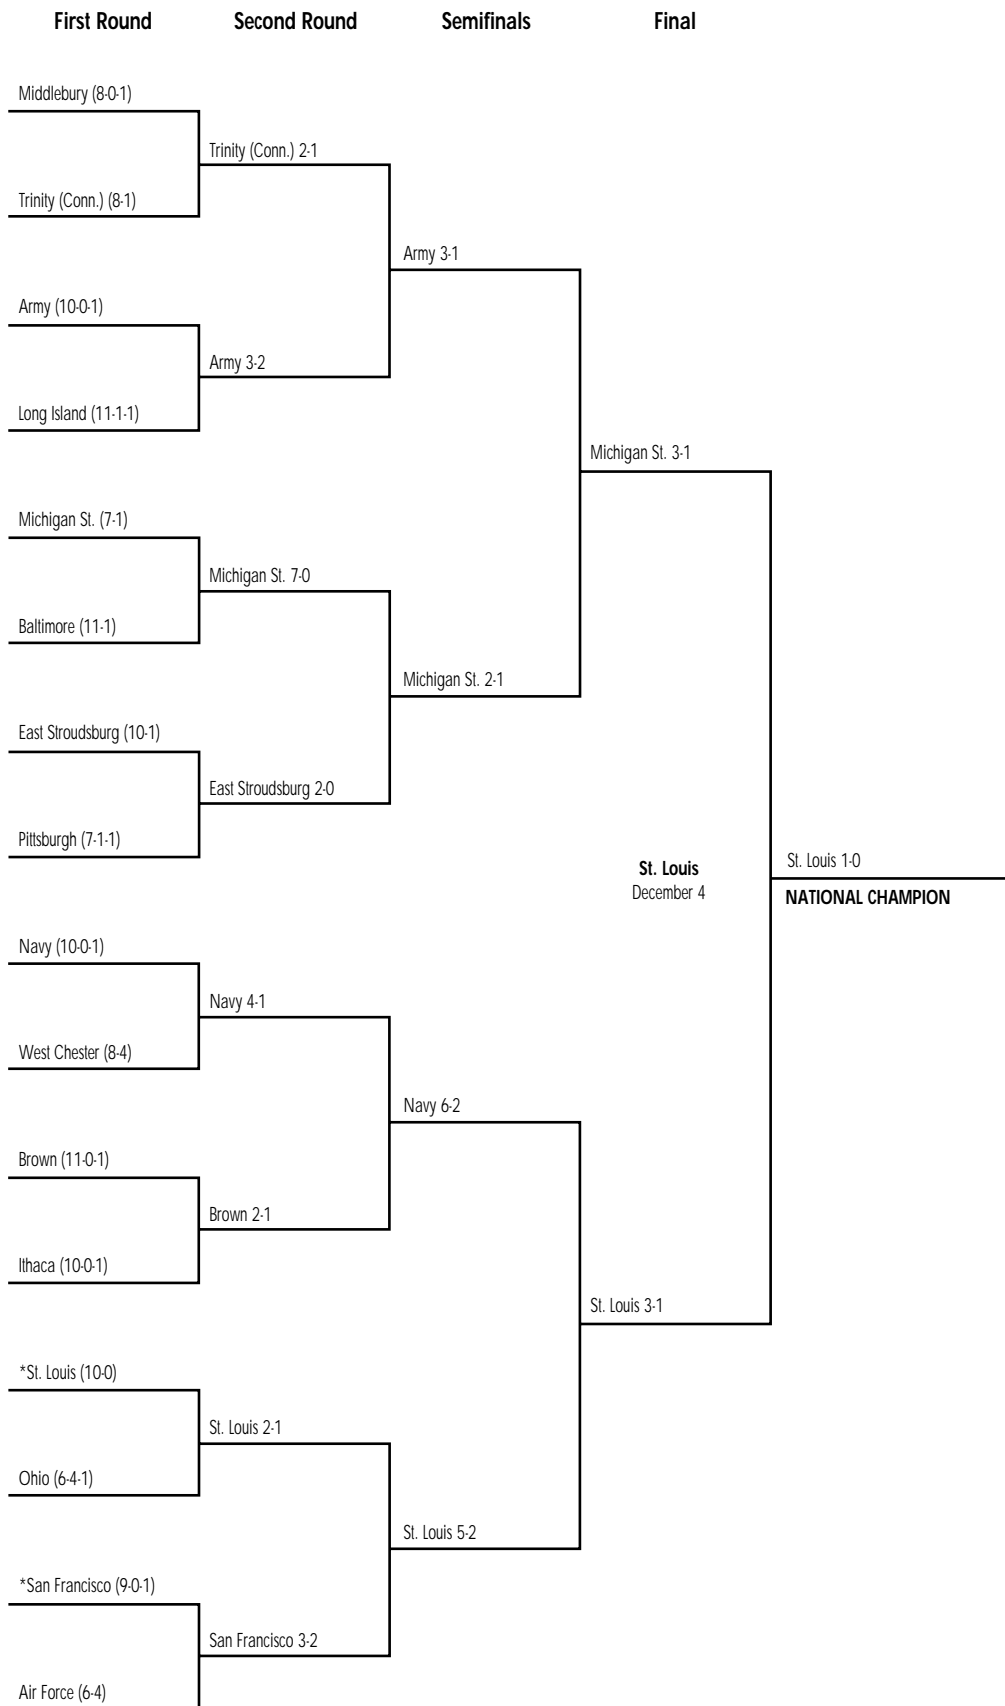 First Round Second Round Semifinals Final
Middlebury (8-0-1)
Trinity (Conn.) 2-1
Trinity (Conn.) (8-1)
Army 3-1
Army (10-0-1)
Army 3-2
Long Island (11-1-1)
Michigan St. 3-1
Michigan St. (7-1)
Michigan St. 7-0
Baltimore (11-1)
Michigan St. 2-1
East Stroudsburg (10-1)
East Stroudsburg 2-0
Pittsburgh (7-1-1)
St. Louis 1-0
St. Louis
December 4
NATIONAL CHAMPION
Navy (10-0-1)
Navy 4-1
West Chester (8-4)
Navy 6-2
Brown (11-0-1)
Brown 2-1
Ithaca (10-0-1)
St. Louis 3-1
*St. Louis (10-0)
St. Louis 2-1
Ohio (6-4-1)
St. Louis 5-2
*San Francisco (9-0-1)
San Francisco 3-2
Air Force (6-4)